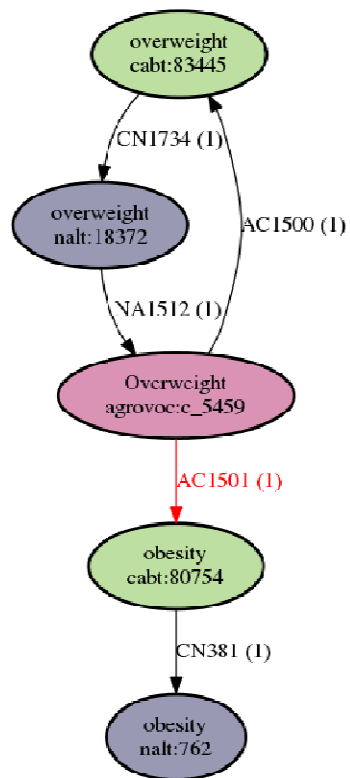 overweight
cabt:83445
CN1734 (1)
overweight
nalt:18372
AC1500 (1)
NA1512 (1)
Overweight
agrovoc:c_5459
AC1501 (1)
obesity
cabt:80754
CN381 (1)
obesity
nalt:762